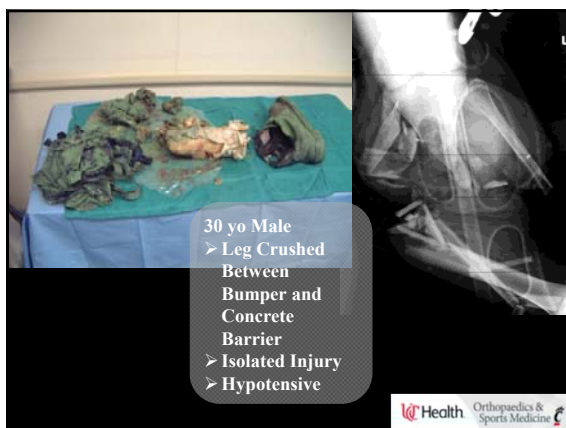 30 yo Male
➢ Leg Crushed
Between
Bumper and
Concrete
Barrier
➢ Isolated Injury
➢ Hypotensive
L
UC Health Orthopaedics &
Sports Medicine